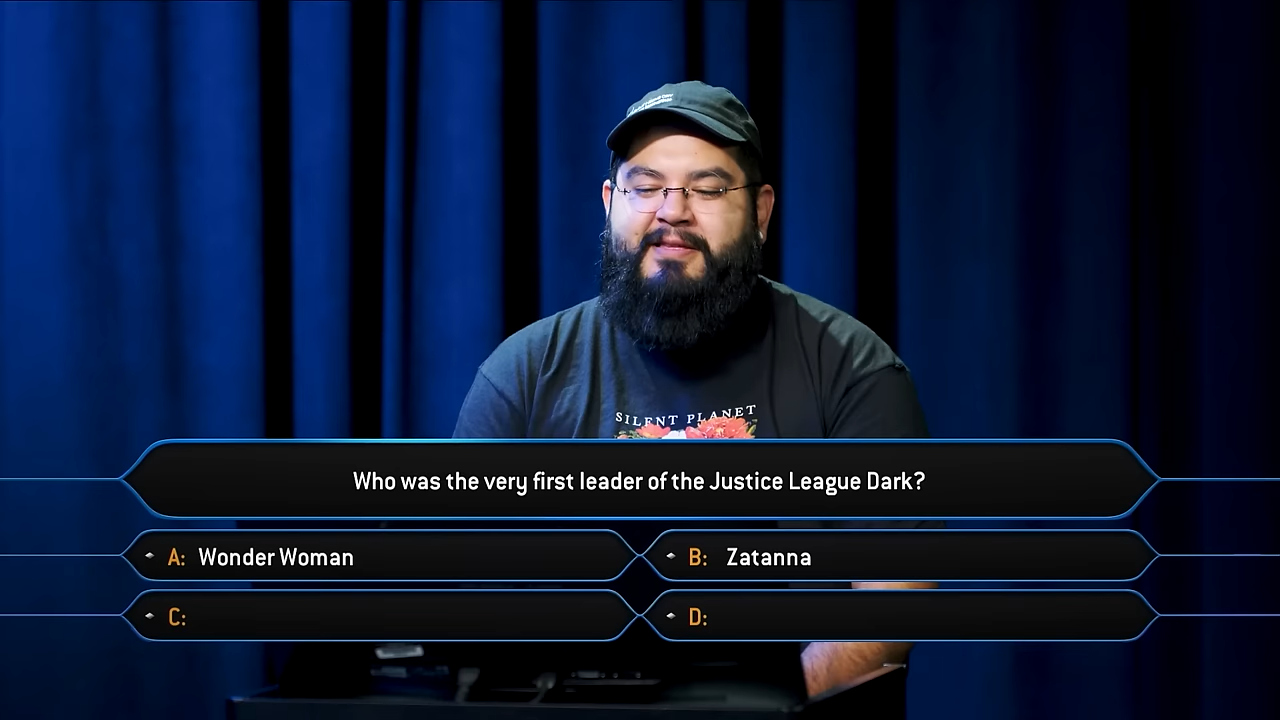 SILENT PLANET
Who was the very first leader of the Justice League Dark?
A: Wonder Woman
B: Zatanna
C:
D: